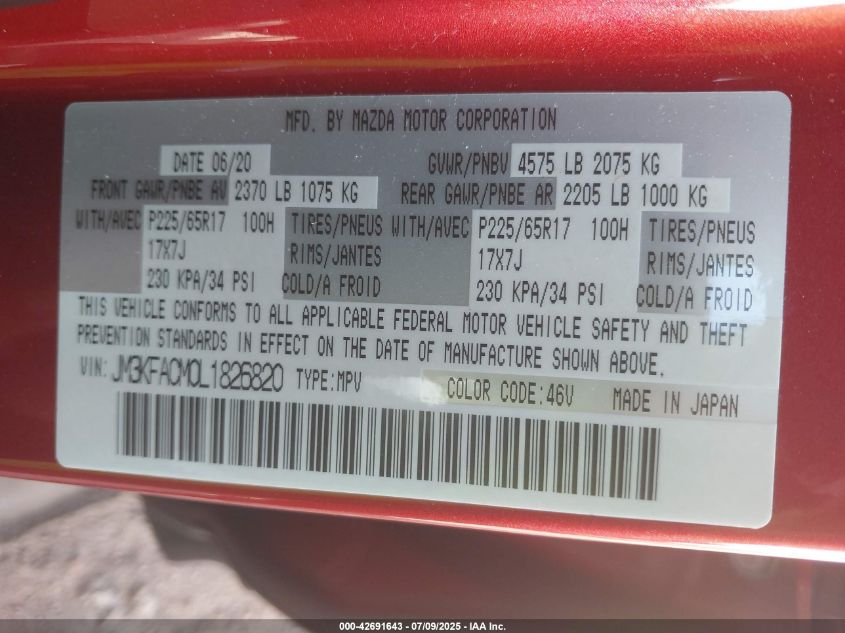 MFD. BY MAZDA MOTOR CORPORATION
DATE 06/20 GVWR/PNBV 4575 LB 2075 KG
FRONT GAWR/PNBE AV 2370 LB 1075 KG REAR GAWR/PNBE AR 2205 LB 1000 KG
WITH/AVEC P225/65R17 100H TIRES/PNEUS WITH/AVEC P225/65R17 100H TIRES/PNEUS
17X7J RIMS/JANTES 17X7J RIMS/JANTES
230 KPA/34 PSI COLD/A FROID 230 KPA/34 PSI COLD/A FROID
THIS VEHICLE CONFORMS TO ALL APPLICABLE FEDERAL MOTOR VEHICLE SAFETY AND THEFT
PREVENTION STANDARDS IN EFFECT ON THE DATE OF MANUFACTURE SHOWN ABOVE.
VIN: JM3KFACM0L1826820 TYPE:MPV COLOR CODE:46V MADE IN JAPAN
000-42691643 / 07/09/2025 - IAA Inc.